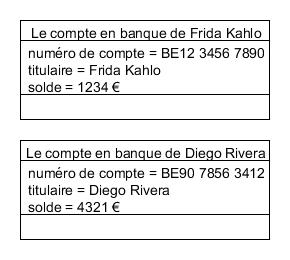 Le compte en banque de Frida Kahlo
numéro de compte = BE12 3456 7890
titulaire = Frida Kahlo
solde = 1234 €
Le compte en banque de Diego Rivera
numéro de compte = BE90 7856 3412
titulaire = Diego Rivera
solde = 4321 €